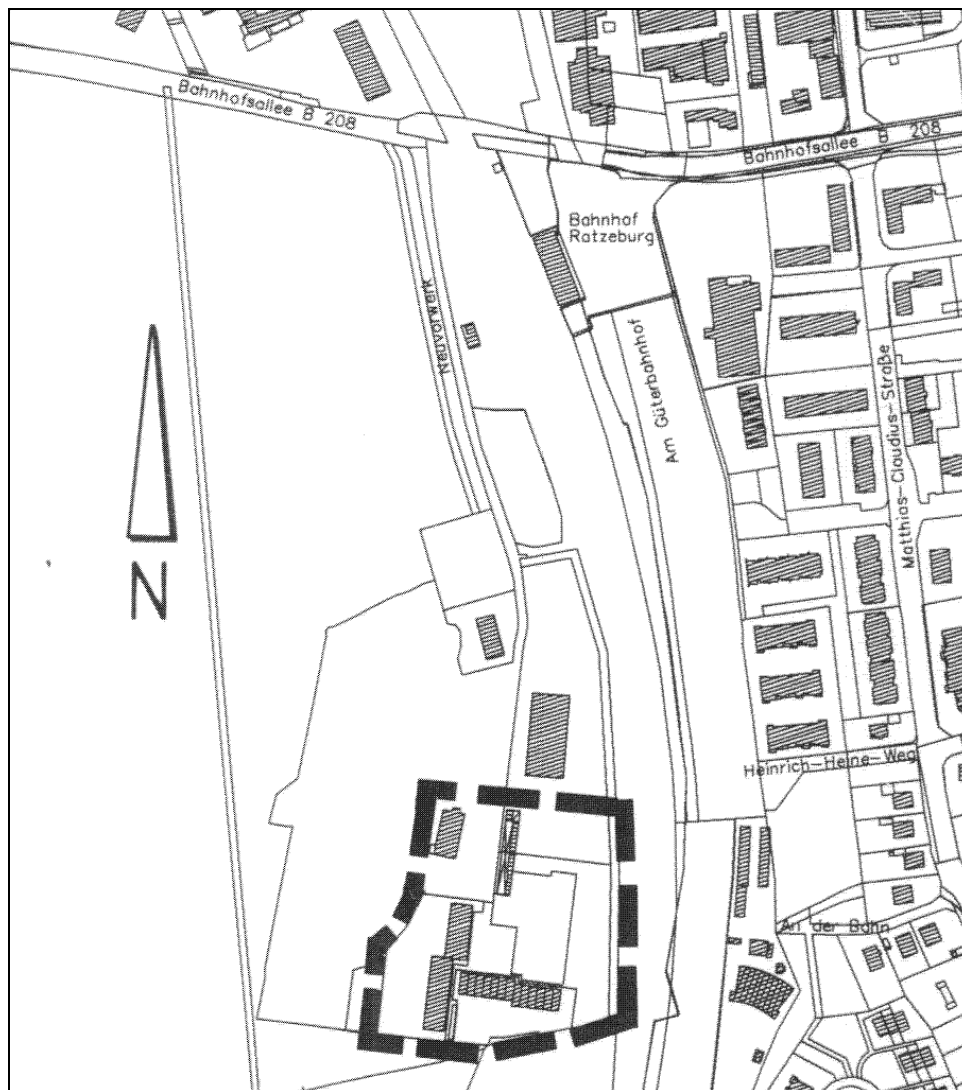 Bahnhofsallee B 208
Bahnhofsallee B 208
Bahnhof
Ratzeburg
Neuvorwerk
Am Güterbahnhof
Matthias-Claudius-Straße
N
Heinrich-Heine-Weg
An der Bahn